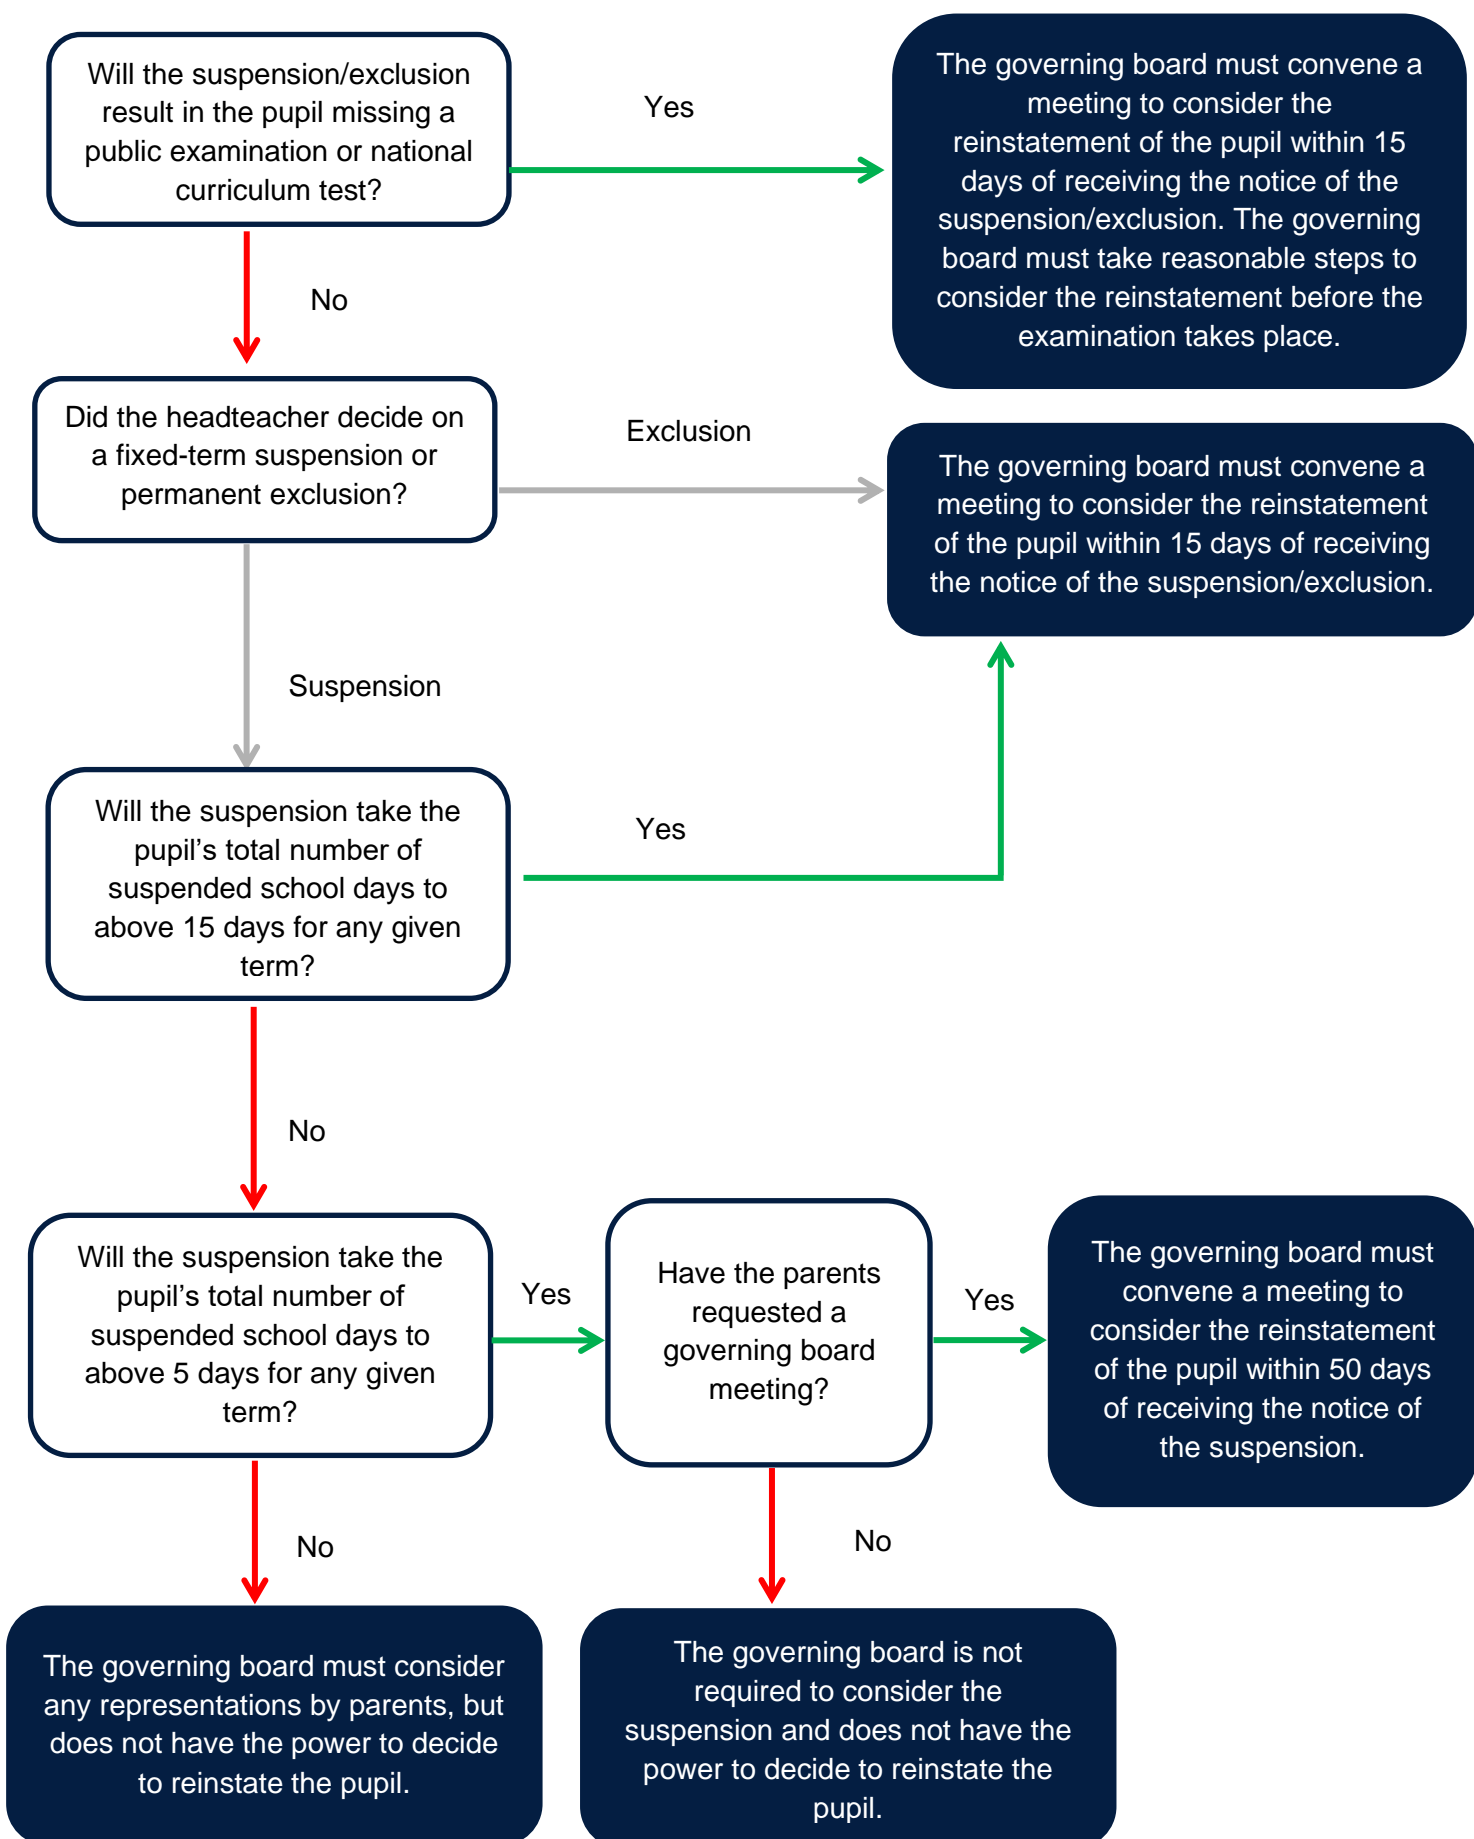 Will the suspension/exclusion
result in the pupil missing a
public examination or national
curriculum test?
Yes
The governing board must convene a
meeting to consider the
reinstatement of the pupil within 15
days of receiving the notice of the
suspension/exclusion. The governing
board must take reasonable steps to
consider the reinstatement before the
examination takes place.
No
Did the headteacher decide on
a fixed-term suspension or
permanent exclusion?
Exclusion
The governing board must convene a
meeting to consider the reinstatement
of the pupil within 15 days of receiving
the notice of the suspension/exclusion.
Suspension
Will the suspension take the
pupil’s total number of
suspended school days to
above 15 days for any given
term?
Yes
No
Will the suspension take the
pupil’s total number of
suspended school days to
above 5 days for any given
term?
Yes
Have the parents
requested a
governing board
meeting?
Yes
The governing board must
convene a meeting to
consider the reinstatement
of the pupil within 50 days
of receiving the notice of
the suspension.
No
No
The governing board must consider
any representations by parents, but
does not have the power to decide
to reinstate the pupil.
The governing board is not
required to consider the
suspension and does not have the
power to decide to reinstate the
pupil.